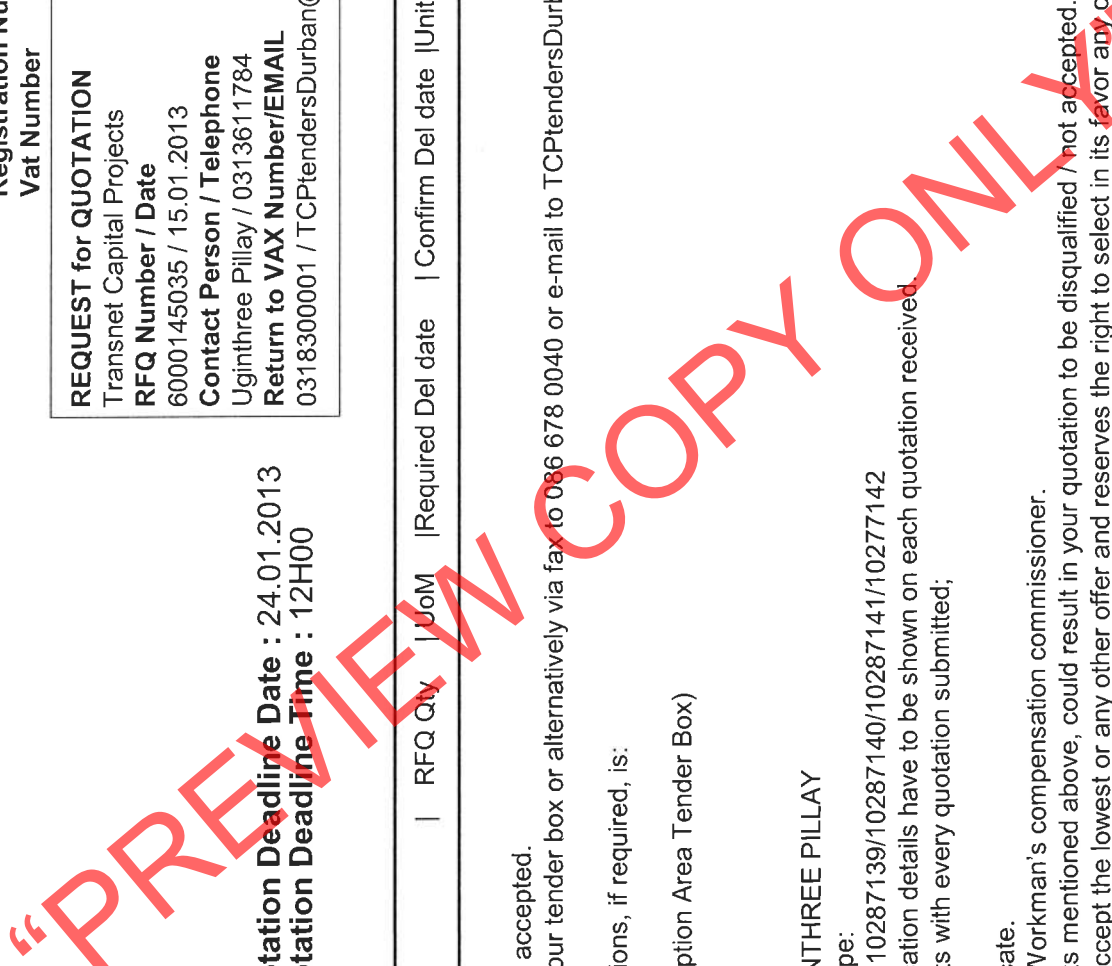 Vat Number
REQUEST for QUOTATION
Transnet Capital Projects
RFQ Number / Date
6000145035 / 15.01.2013
Contact Person / Telephone
Uginthree Pillay / 0313611784
Return to VAX Number/EMAIL
0318300001 / TCPtendersDurban@
tation Deadline Date : 24.01.2013
tation Deadline Time : 12H00
| RFQ Qty | UoM |Required Del date | Confirm Del date |Unit
accepted.
our tender box or alternatively via fax to 086 678 0040 or e-mail to TCPtendersDurb
ions, if required, is:
ption Area Tender Box)
NTHREE PILLAY
pe:
10287139/10287140/10287141/10277142
ation details have to be shown on each quotation received.
ts with every quotation submitted;
cate.
Workman's compensation commissioner.
s mentioned above, could result in your quotation to be disqualified / not accepted.
ccept the lowest or any other offer and reserves the right to select in its favor any
"PREVIEW COPY ONLY"